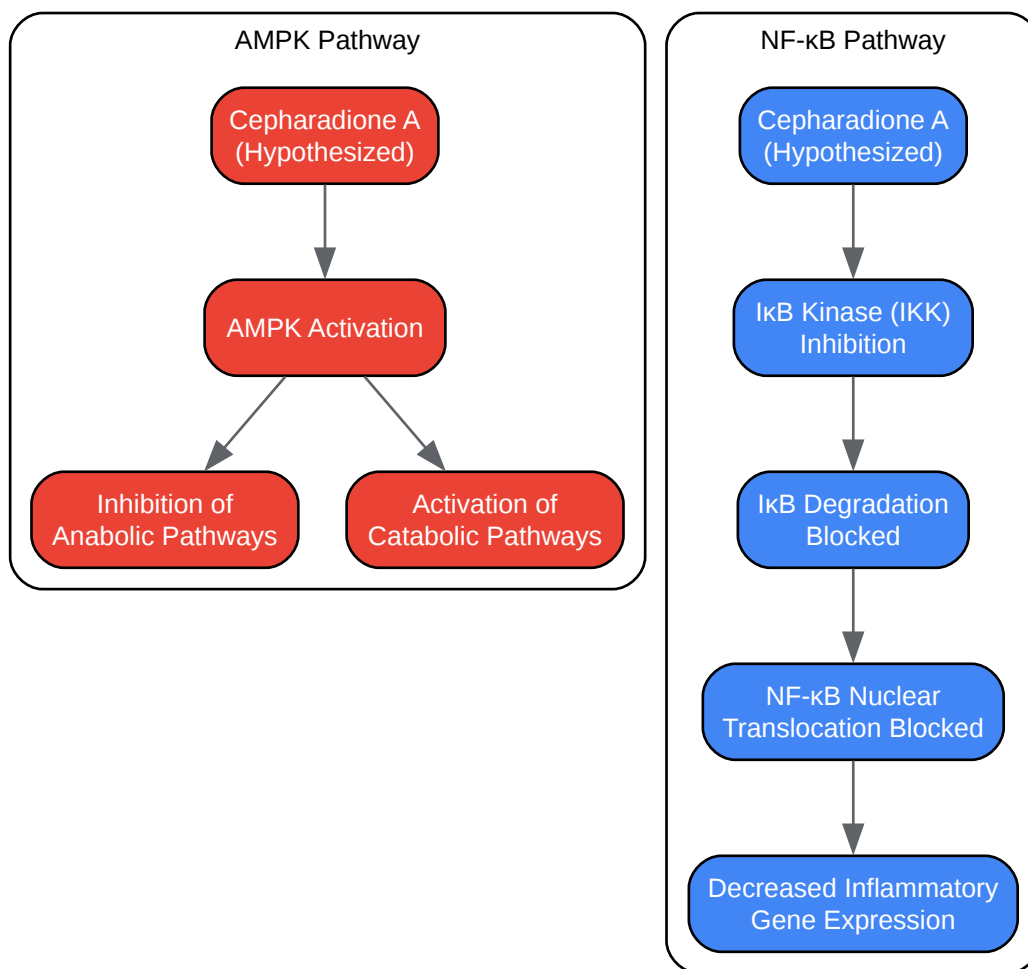 AMPK Pathway
Cepharadione A
(Hypothesized)
AMPK Activation
Inhibition of
Anabolic Pathways
Activation of
Catabolic Pathways
NF-κB Pathway
Cepharadione A
(Hypothesized)
IκB Kinase (IKK)
Inhibition
IκB Degradation
Blocked
NF-κB Nuclear
Translocation Blocked
Decreased Inflammatory
Gene Expression